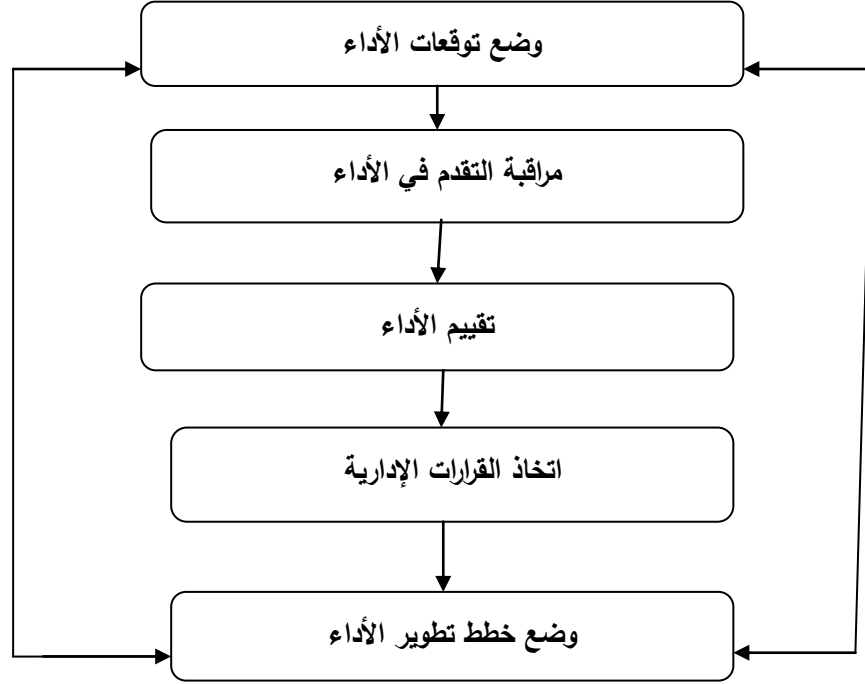 وضع توقعات الأداء
مراقبة التقدم في الأداء
تقييم الأداء
اتخاذ القرارات الإدارية
وضع خطط تطوير الأداء